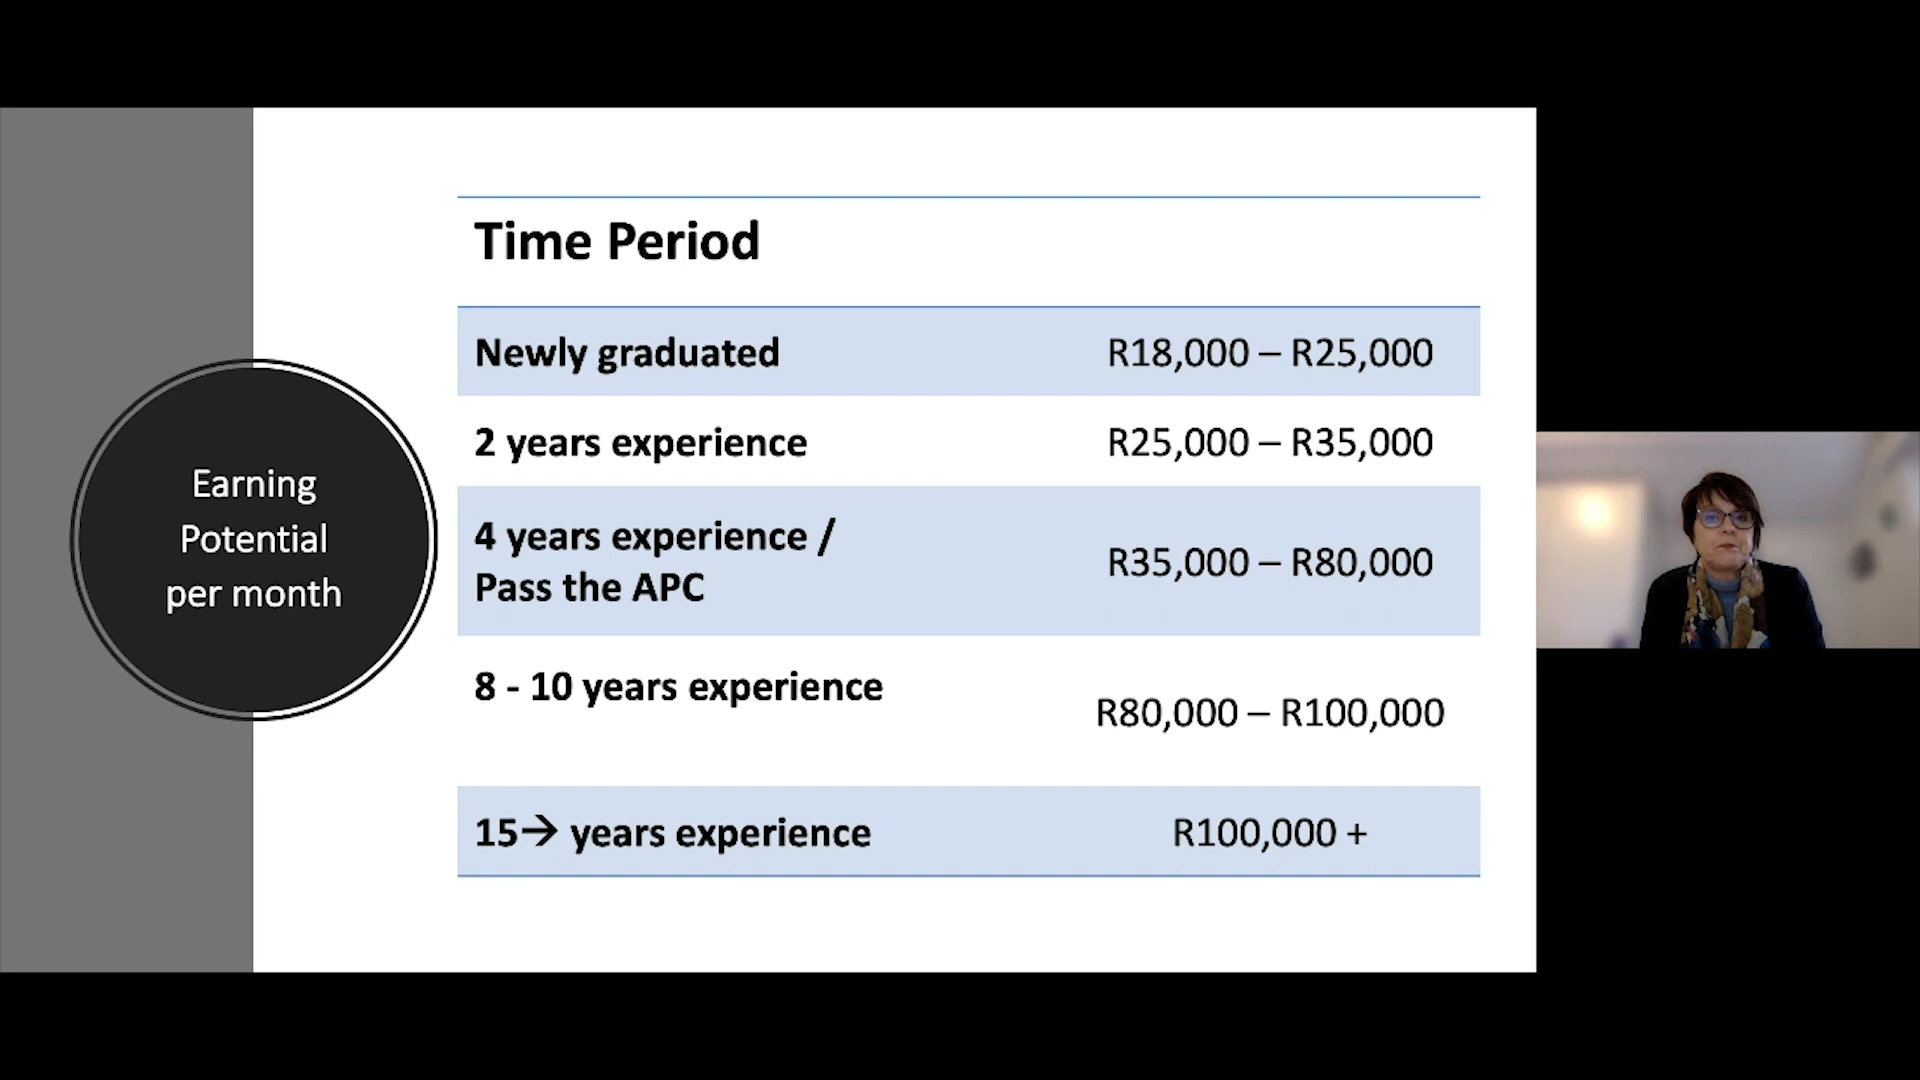 Earning
Potential
per month
Time Period
Newly graduated R18,000 – R25,000
2 years experience R25,000 – R35,000
4 years experience /
Pass the APC
R35,000 – R80,000
8 - 10 years experience
R80,000 – R100,000
15→ years experience R100,000 +